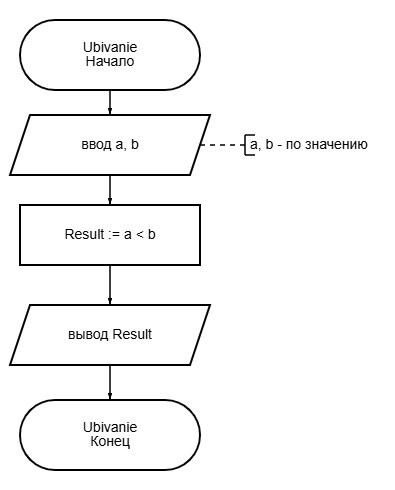 Ubivanie
Начало
ввод a, b
a, b - по значению
Result := a < b
вывод Result
Ubivanie
Конец